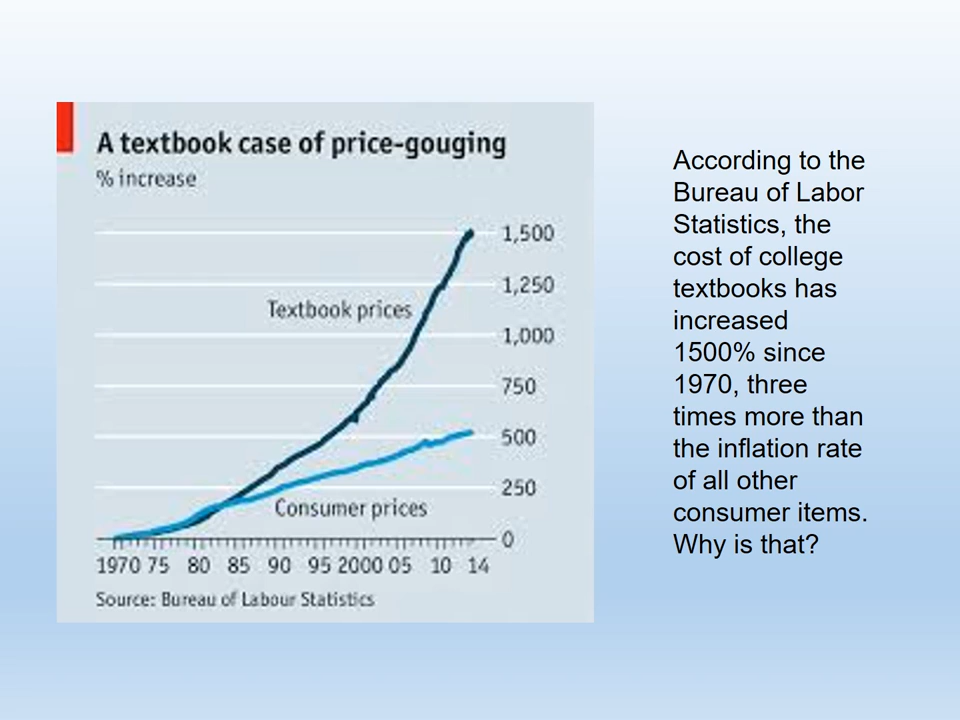 A textbook case of price-gouging
% increase
1,500
1,250
Textbook prices
1,000
750
500
250
Consumer prices
0
1970 75 80 85 90 95 2000 05 10 14
Source: Bureau of Labour Statistics
According to the
Bureau of Labor
Statistics, the
cost of college
textbooks has
increased
1500% since
1970, three
times more than
the inflation rate
of all other
consumer items.
Why is that?